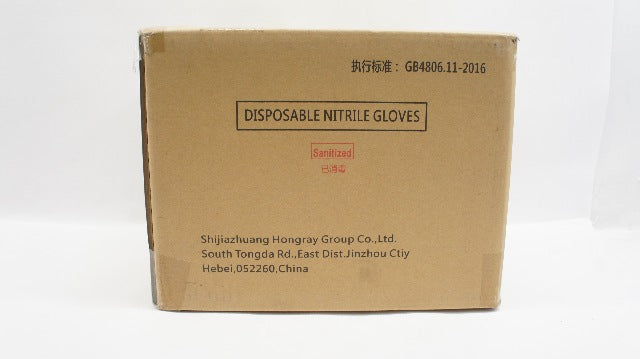 执行标准：GB4806.11-2016
DISPOSABLE NITRILE GLOVES
Sanitized
已消毒
Shijiazhuang Hongray Group Co.,Ltd.
South Tongda Rd.,East Dist.Jinzhou Ctiy
Hebei,052260,China